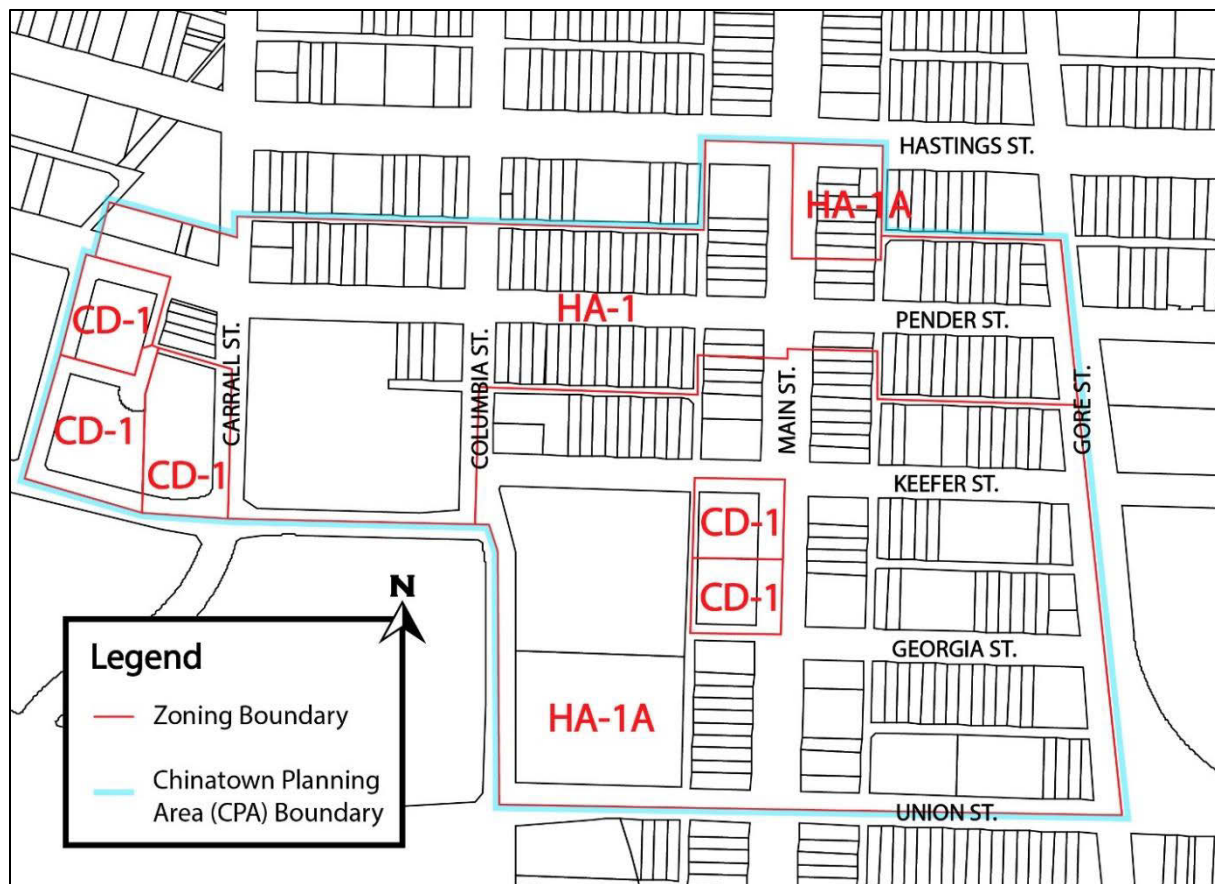 HASTINGS ST.
HA-1A
HA-1
CD-1
PENDER ST.
CARRALL ST.
COLUMBIA ST.
MAIN ST.
GORE ST.
CD-1
CD-1
KEEFER ST.
CD-1
CD-1
N
GEORGIA ST.
HA-1A
UNION ST.
Legend
Zoning Boundary
Chinatown Planning
Area (CPA) Boundary